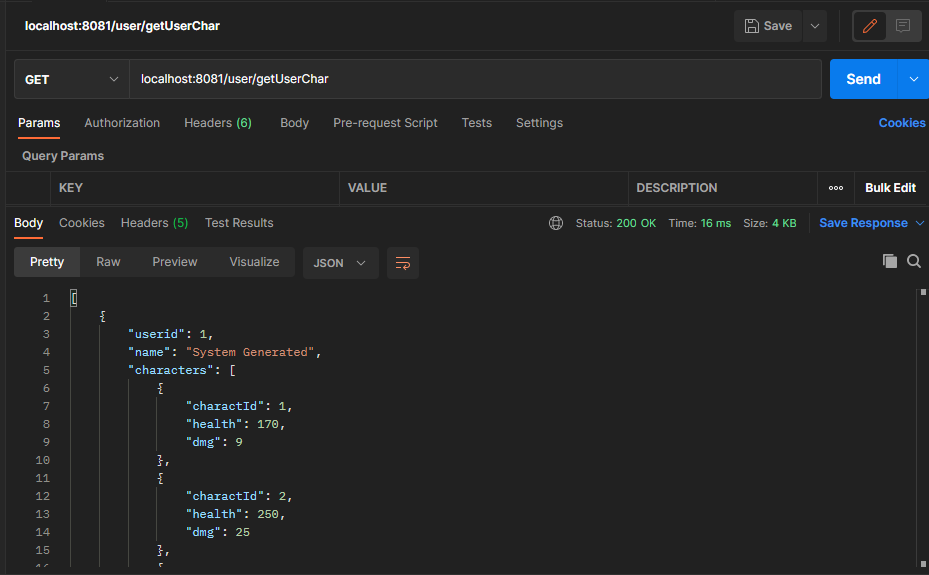 localhost:8081/user/getUserChar Save
GET localhost:8081/user/getUserChar Send
Params Authorization Headers (6) Body Pre-request Script Tests Settings Cookies
Query Params
KEY VALUE DESCRIPTION ooo Bulk Edit
Body Cookies Headers (5) Test Results Status: 200 OK Time: 16 ms Size: 4 KB Save Response
Pretty Raw Preview Visualize JSON
1 [
2 {
3 "userid": 1,
4 "name": "System Generated",
5 "characters": [
6 {
7 "charactId": 1,
8 "health": 170,
9 "dmg": 9
10 },
11 {
12 "charactId": 2,
13 "health": 250,
14 "dmg": 25
15 },